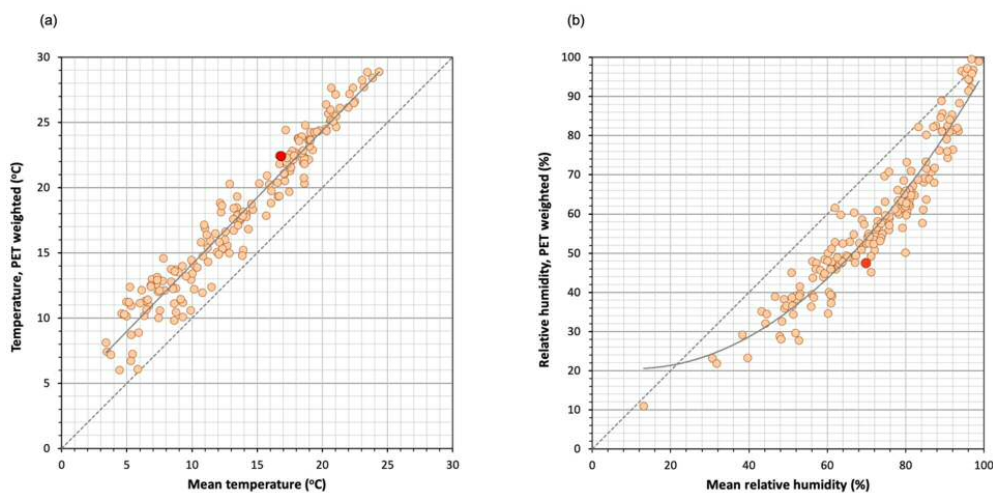 (a)
(b)
Temperature, PET weighted (°C)
30
25
20
15
10
5
0
0 5 10 15 20 25 30
Mean temperature (°C)
Relative humidity, PET weighted (%)
100
90
80
70
60
50
40
30
20
10
0
0 20 40 60 80 100
Mean relative humidity (%)